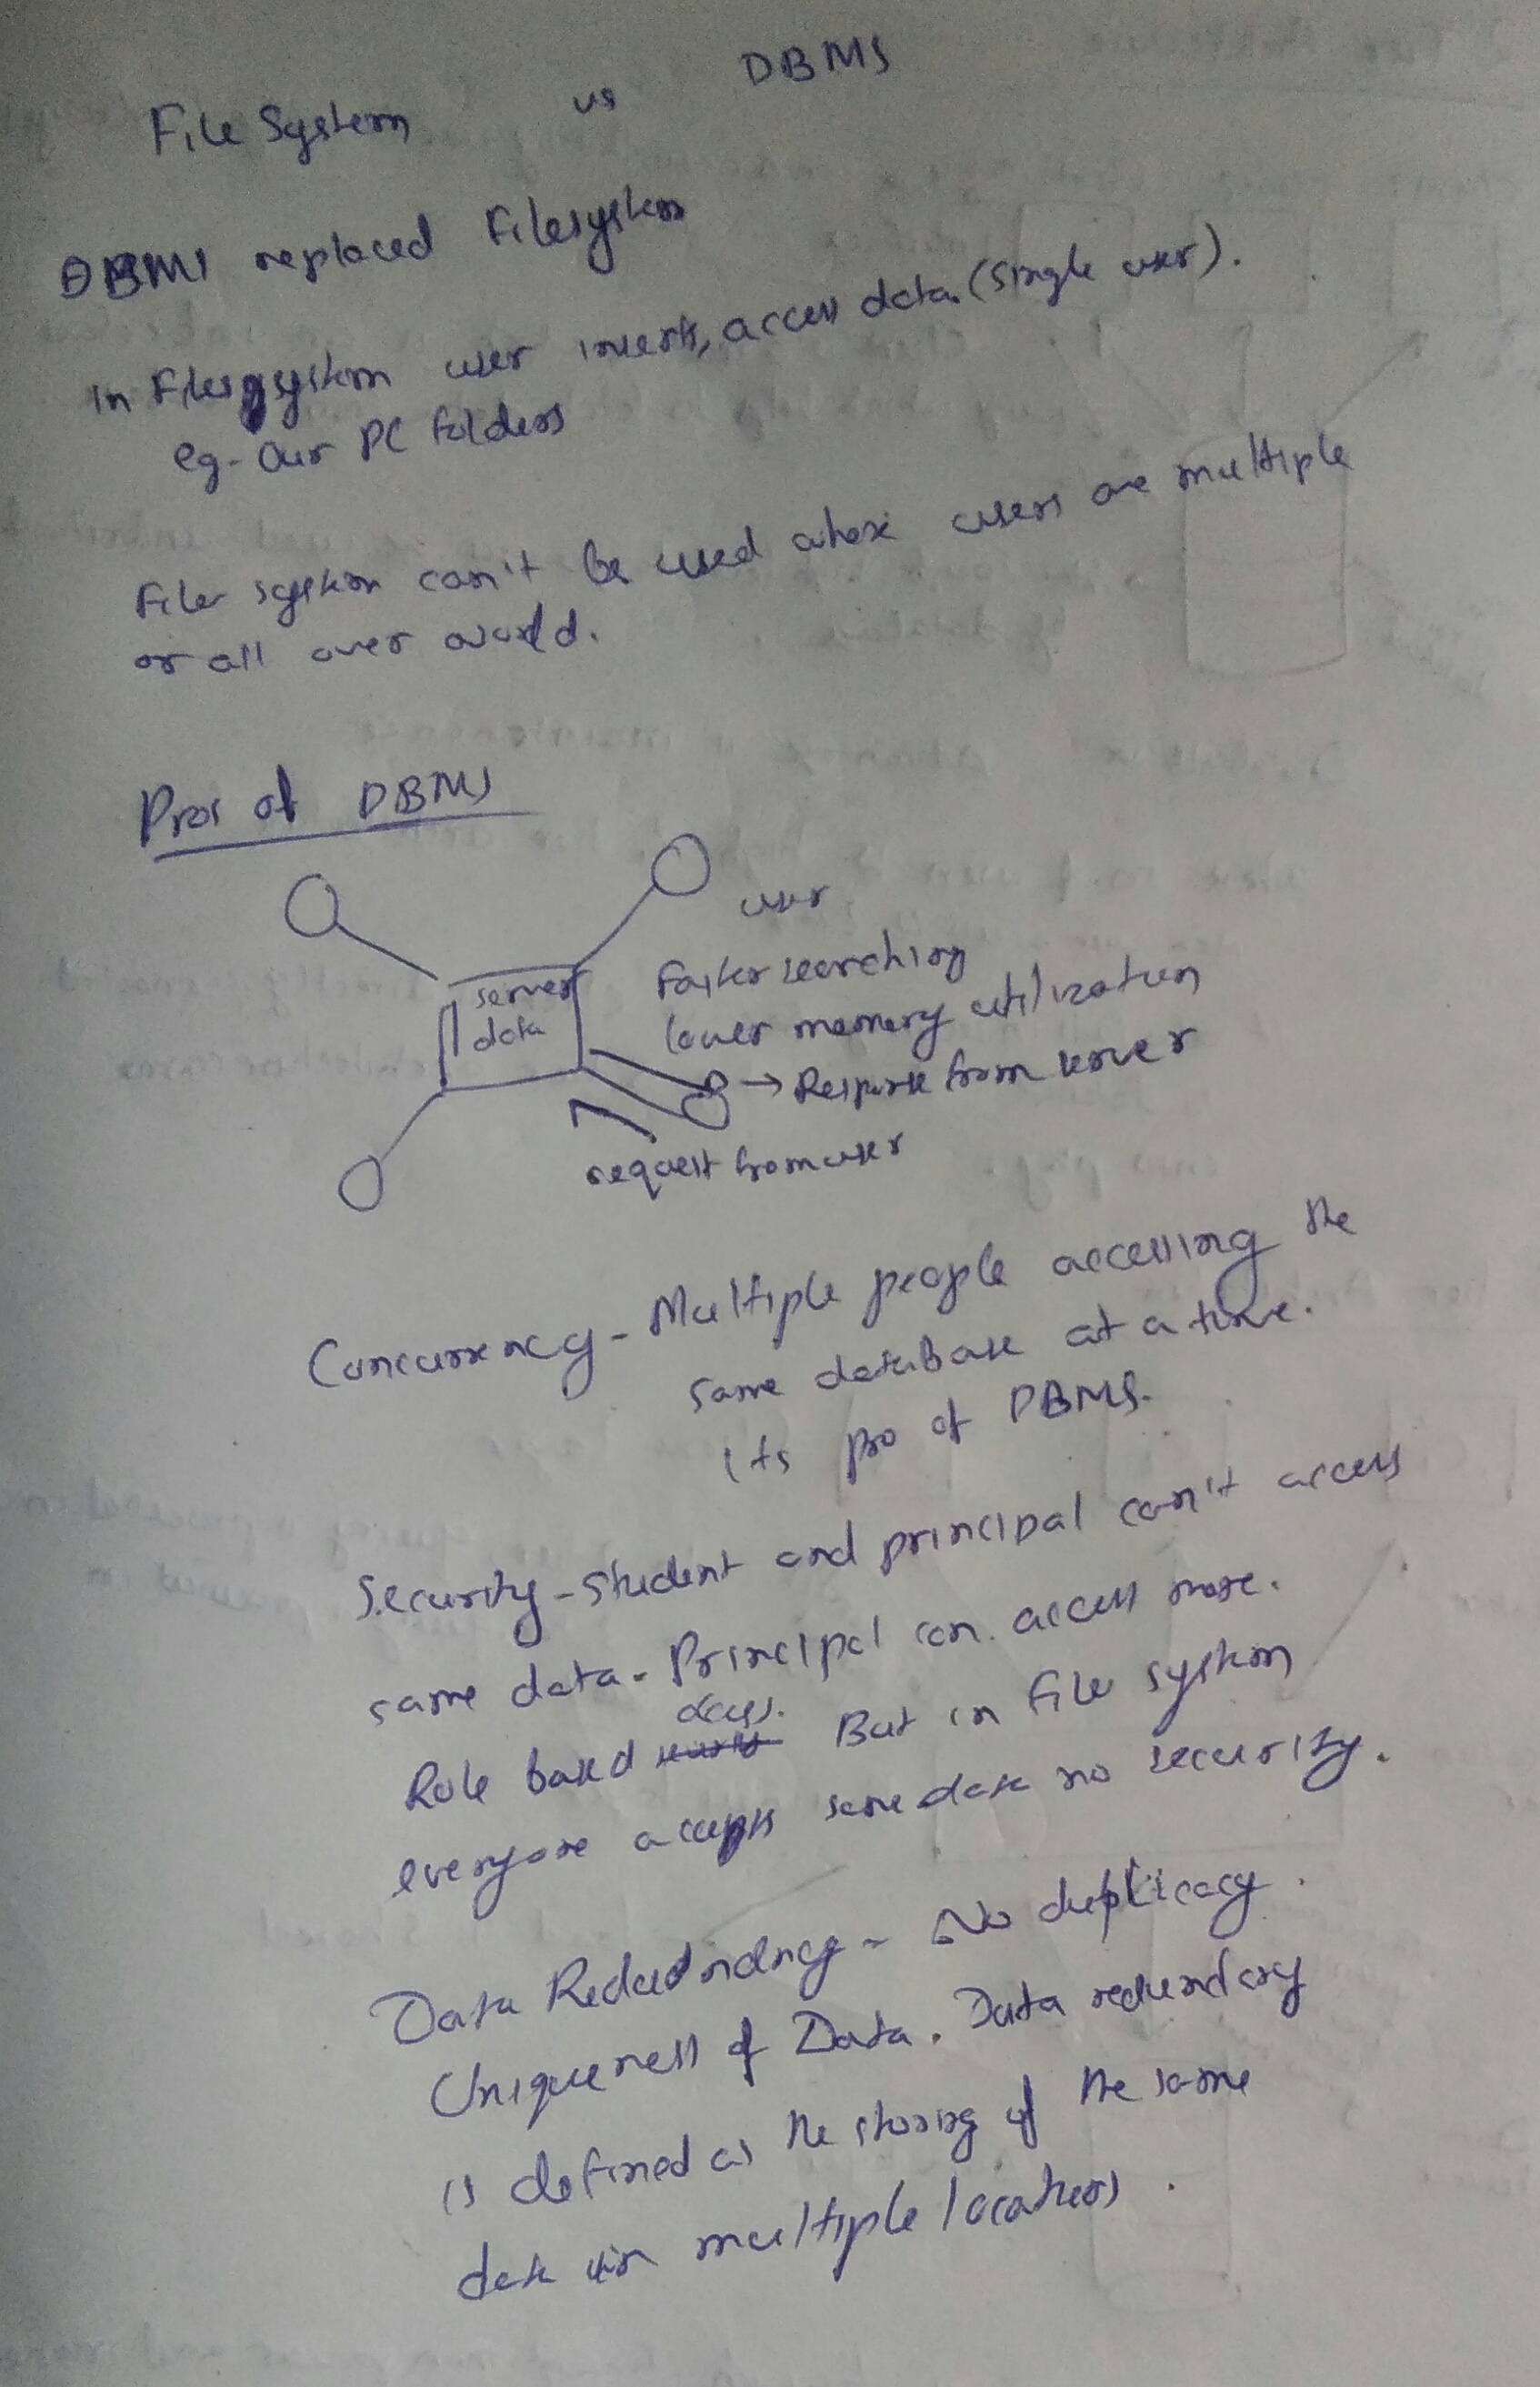 File System vs DBMS
DBMS replaced Filesystem
In Filesystem user inserts, access data. (single user).
eg- Our PC folders
File system can't be used where users are multiple
or all over world.
Pros of DBMS
user
server
data
Faster searching
lower memory utilization
→ Response from server
request from user
Concurrency - Multiple people accessing the
same dataBase at a time.
Its pro of DBMS.
Security - Student and principal can't access
same data. Principal can access more.
Role based But in file system
everyone access same data no security.
Data Redundancy - No duplicacy.
Uniqueness of Data. Data redundancy
is defined as the storing of the same
data in multiple locations.